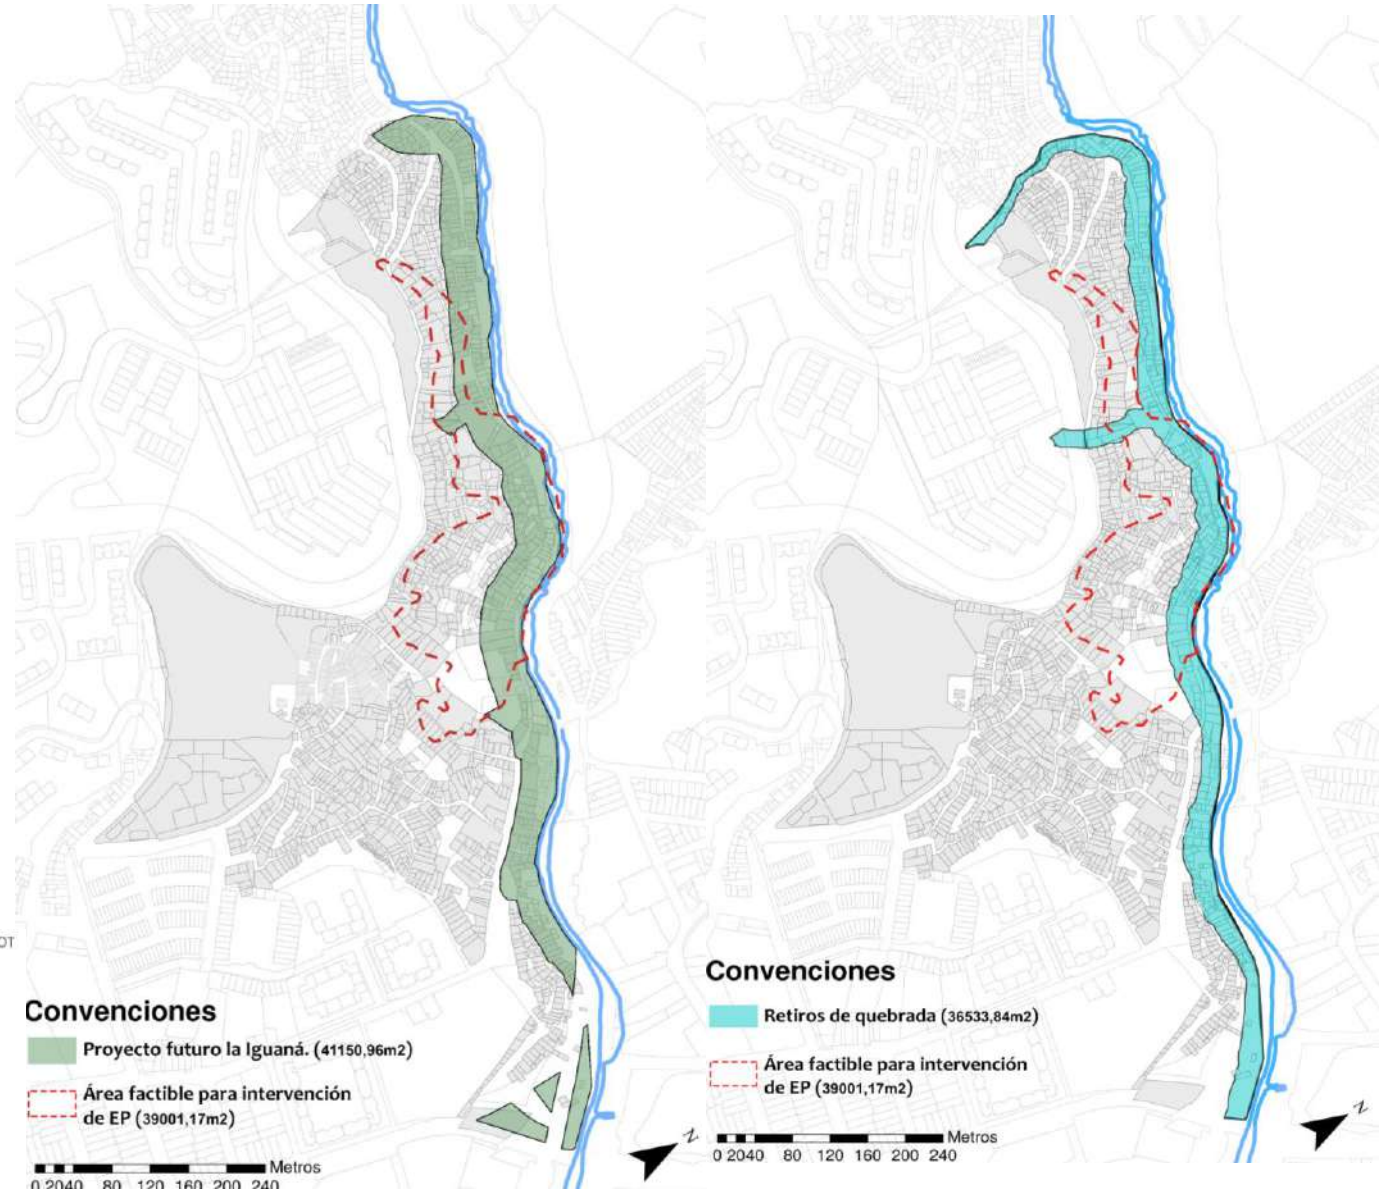 OT
Convenciones
Proyecto futuro la Iguaná. (41150,96m2)
Área factible para intervención
de EP (39001,17m2)
Metros
0 2040 80 120 160 200 240
N
Convenciones
Retiros de quebrada (36533,84m2)
Área factible para intervención
de EP (39001,17m2)
Metros
0 2040 80 120 160 200 240
N